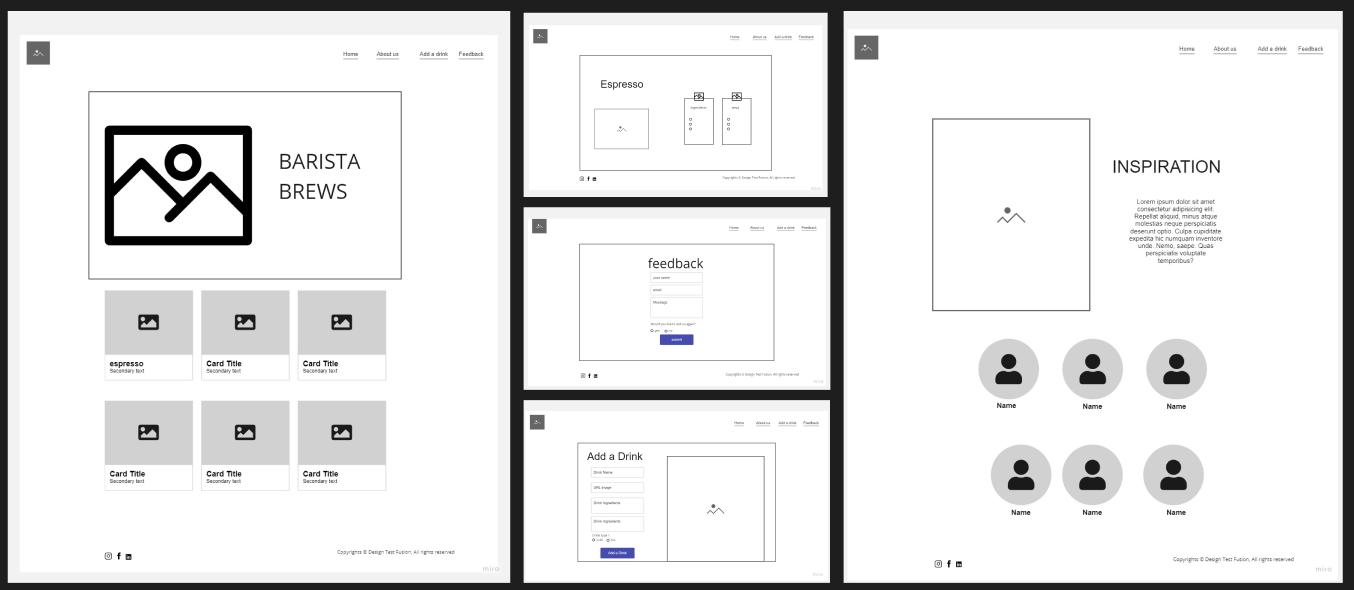 Home About us Add a drink Feedback
BARISTA
BREWS
espresso
Secondary text
Card Title
Secondary text
Card Title
Secondary text
Card Title
Secondary text
Card Title
Secondary text
Card Title
Secondary text
Copyrights © Design Test Fusion, All rights reserved
miro
Home About us Add a drink Feedback
Espresso
Copyrights © Design Test Fusion, All rights reserved
miro
Home About us Add a drink Feedback
feedback
your name
email
Message
Would you like to visit us again?
yes no
submit
Copyrights © Design Test Fusion, All rights reserved
miro
Home About us Add a drink Feedback
Add a Drink
Drink Name
URL image
Drink Ingredients
Drink Ingredients
Add a Drink
miro
Home About us Add a drink Feedback
INSPIRATION
Lorem ipsum dolor sit amet
consectetur adipisicing elit.
Repellat aliquid, minus atque
molestias neque perspiciatis
deserunt optio. Culpa cupiditate
expedita hic numquam inventore
unde. Nemo, saepe. Quas
perspiciatis voluptate
temporibus?
Name
Name
Name
Name
Name
Name
Copyrights © Design Test Fusion, All rights reserved
miro